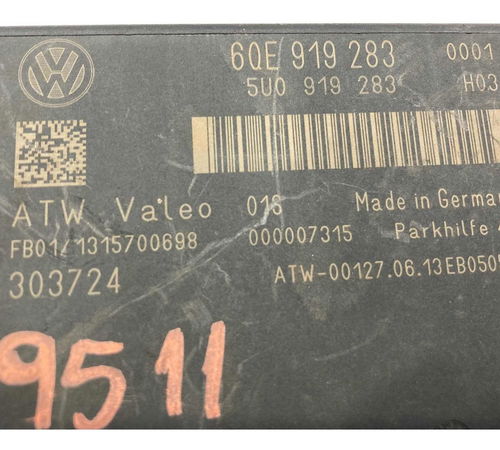 6QE 919 283 0001
5U0 919 283 H03
ATW Valeo 018 Made in German
FB01/1315700698 000007315 Parkhilfe
303724 ATW-00127.06.13EB050
9511